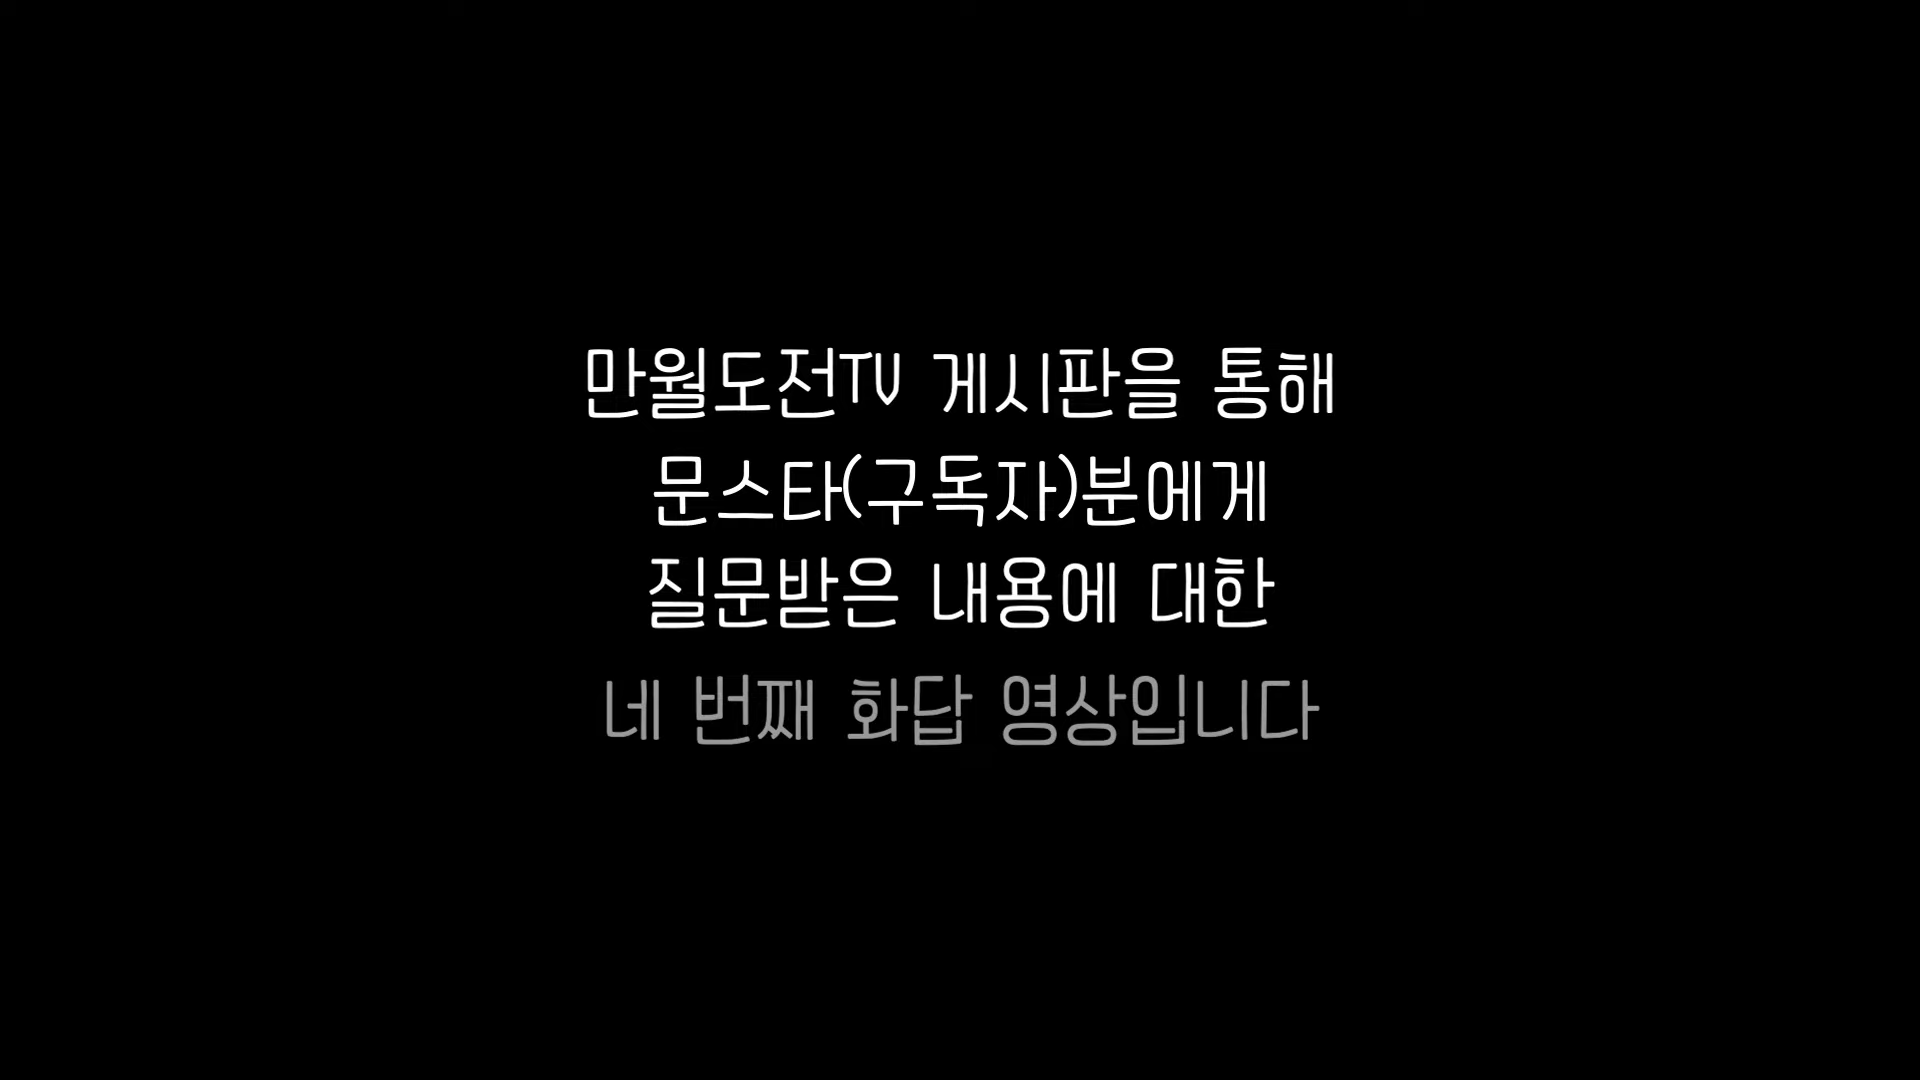 만월도전TV 게시판을 통해
문스타(구독자)분에게
질문받은 내용에 대한
네 번째 화답 영상입니다